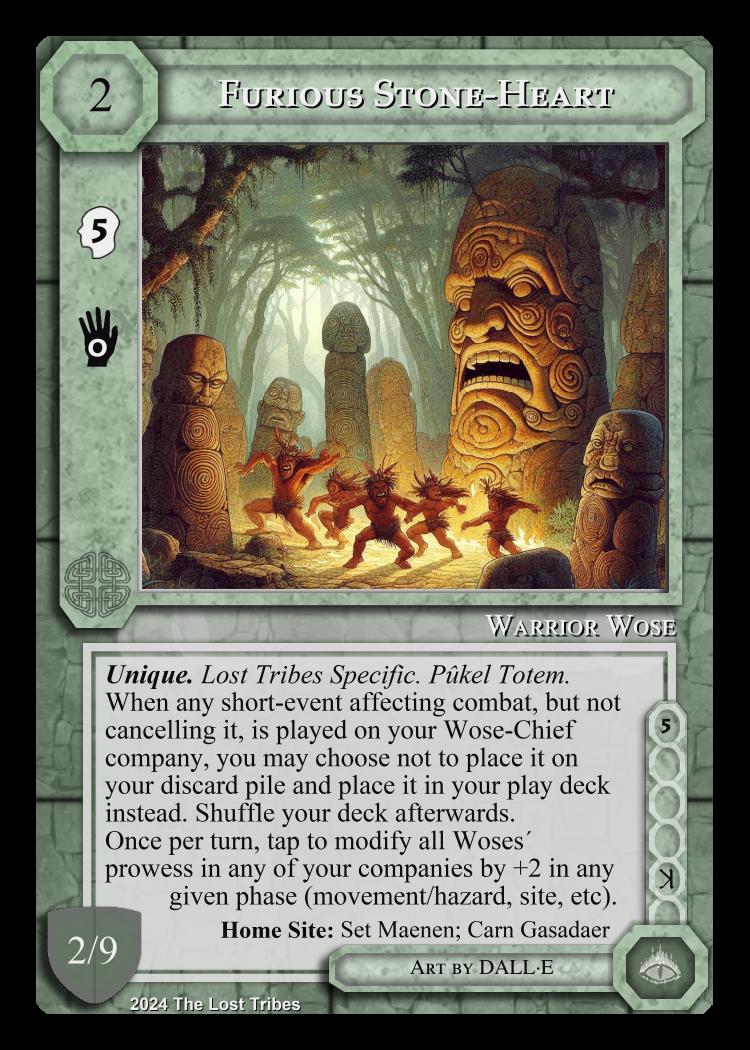 2
Furious Stone-Heart
5
0
Warrior Wose
Unique. Lost Tribes Specific. Pûkel Totem.
When any short-event affecting combat, but not
cancelling it, is played on your Wose-Chief
company, you may choose not to place it on
your discard pile and place it in your play deck
instead. Shuffle your deck afterwards.
Once per turn, tap to modify all Woses´
prowess in any of your companies by +2 in any
given phase (movement/hazard, site, etc).
Home Site: Set Maenen; Carn Gasadaer
5
2/9
Art by DALL·E
2024 The Lost Tribes